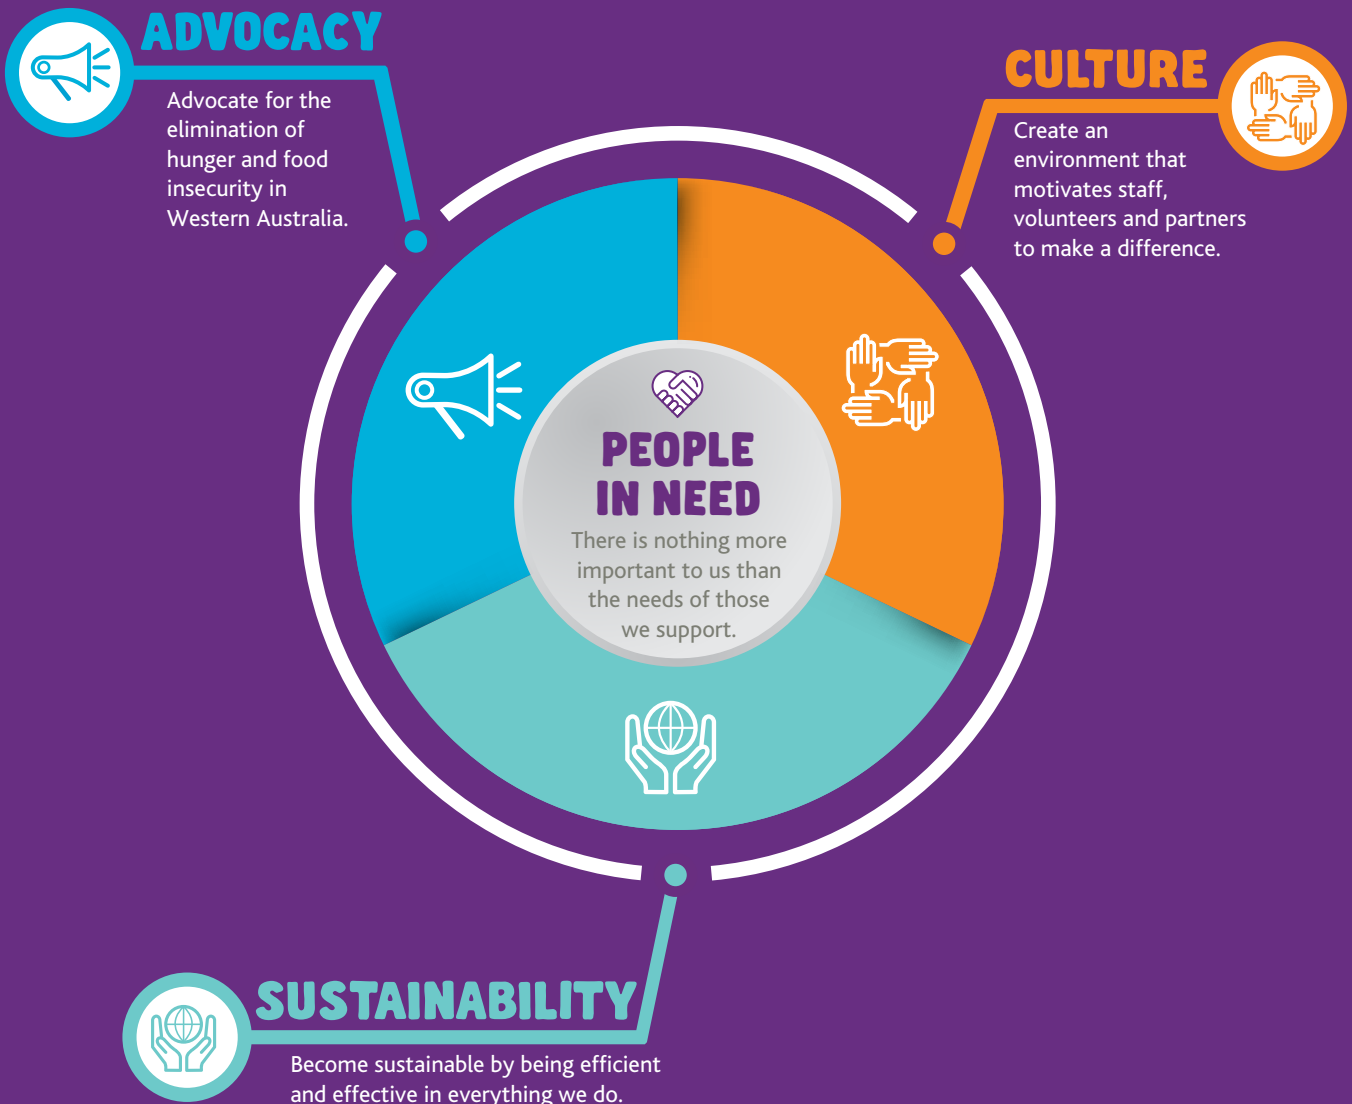 ADVOCACY
Advocate for the
elimination of
hunger and food
insecurity in
Western Australia.
CULTURE
Create an
environment that
motivates staff,
volunteers and partners
to make a difference.
PEOPLE
IN NEED
There is nothing more
important to us than
the needs of those
we support.
SUSTAINABILITY
Become sustainable by being efficient
and effective in everything we do.